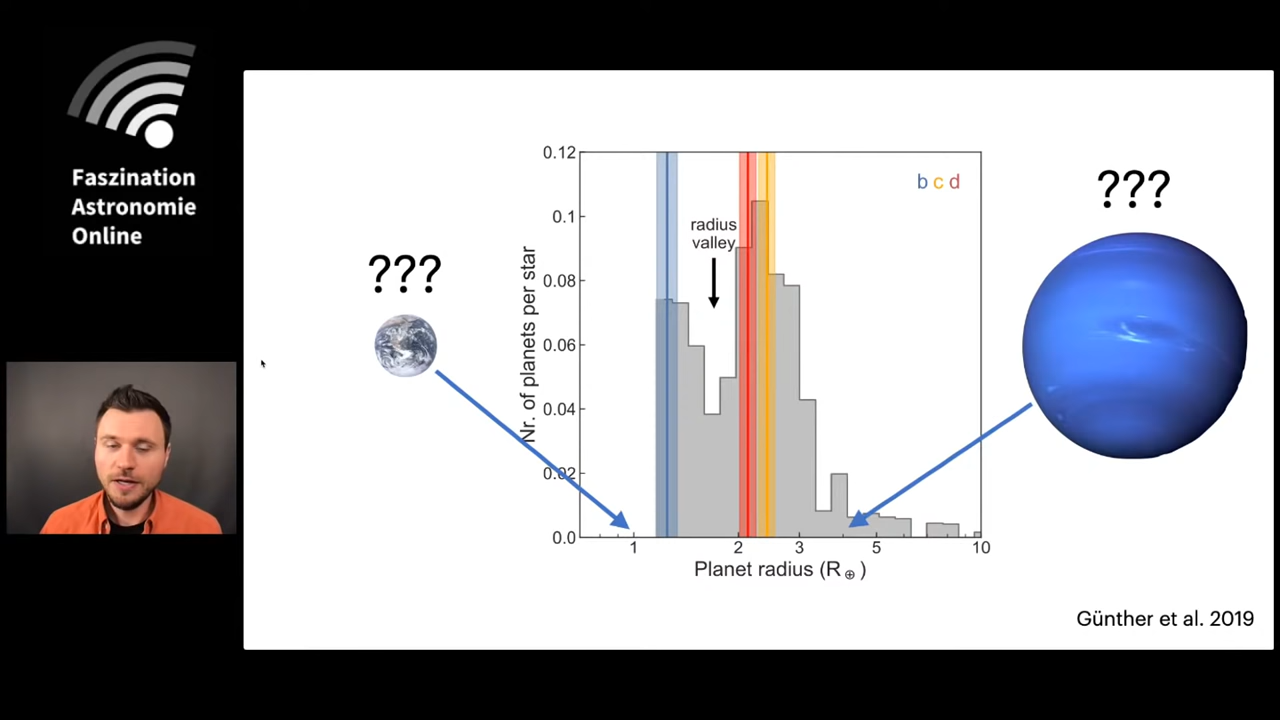 Faszination
Astronomie
Online
???
???
radius
valley
b c d
Nr. of planets per star
0.12
0.1
0.08
0.06
0.04
0.02
0.0
1
2
3
5
10
Planet radius (R⊕)
Günther et al. 2019